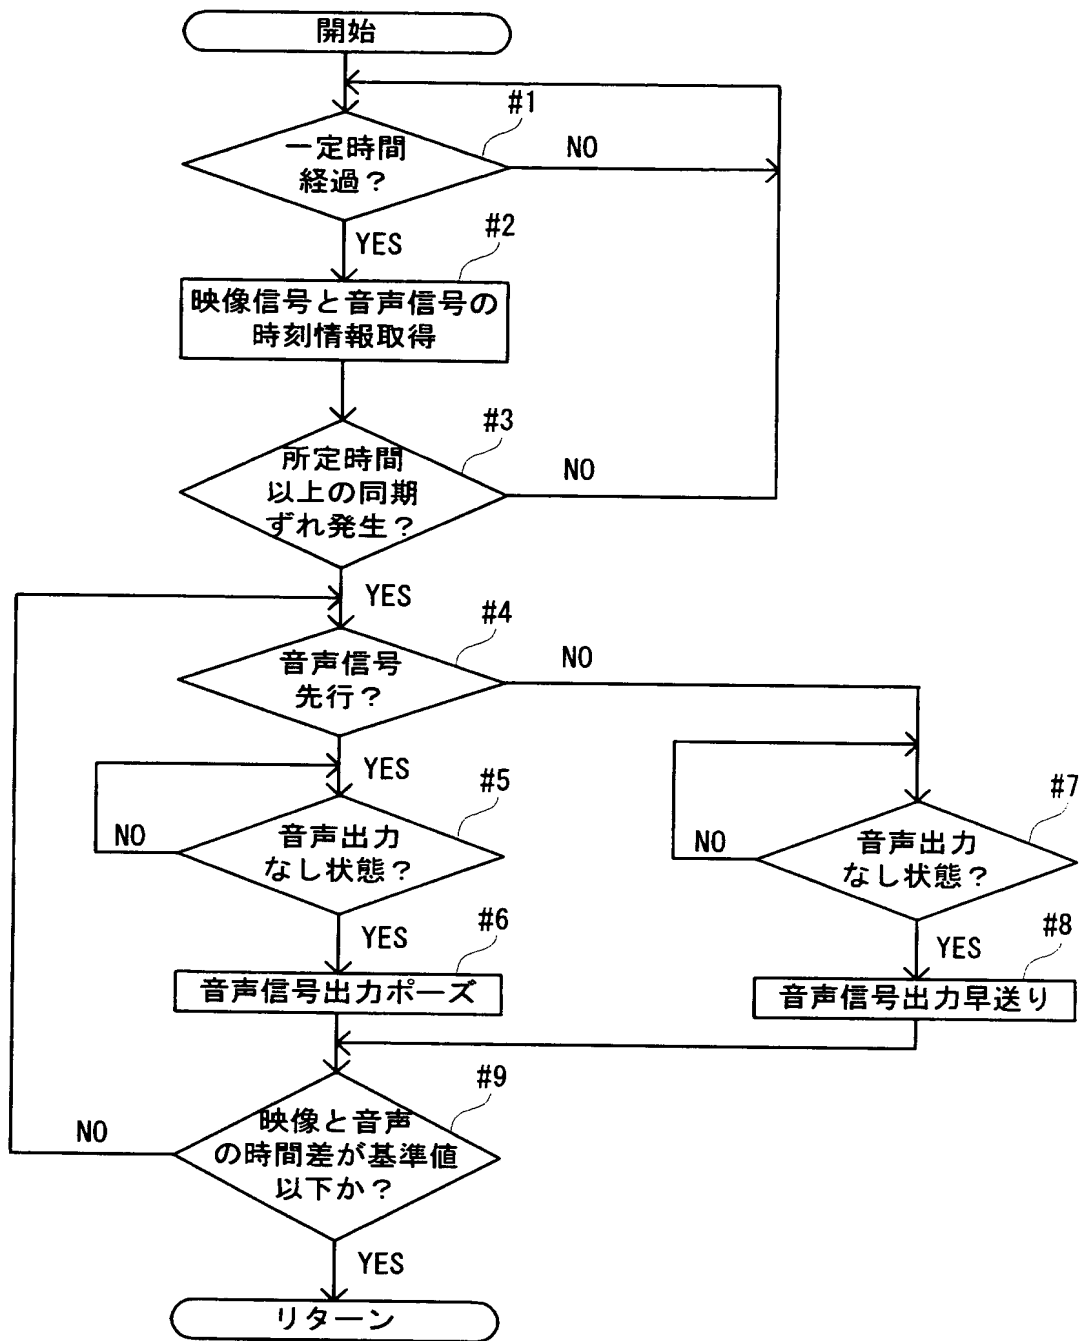 開始
#1
一定時間
経過?
NO
YES
#2
映像信号と音声信号の
時刻情報取得
#3
所定時間
以上の同期
ずれ発生?
NO
YES
#4
音声信号
先行?
NO
YES
#5
音声出力
なし状態?
NO
YES
#6
音声信号出力ポーズ
#7
音声出力
なし状態?
NO
YES
#8
音声信号出力早送り
#9
映像と音声
の時間差が基準値
以下か?
NO
YES
リターン